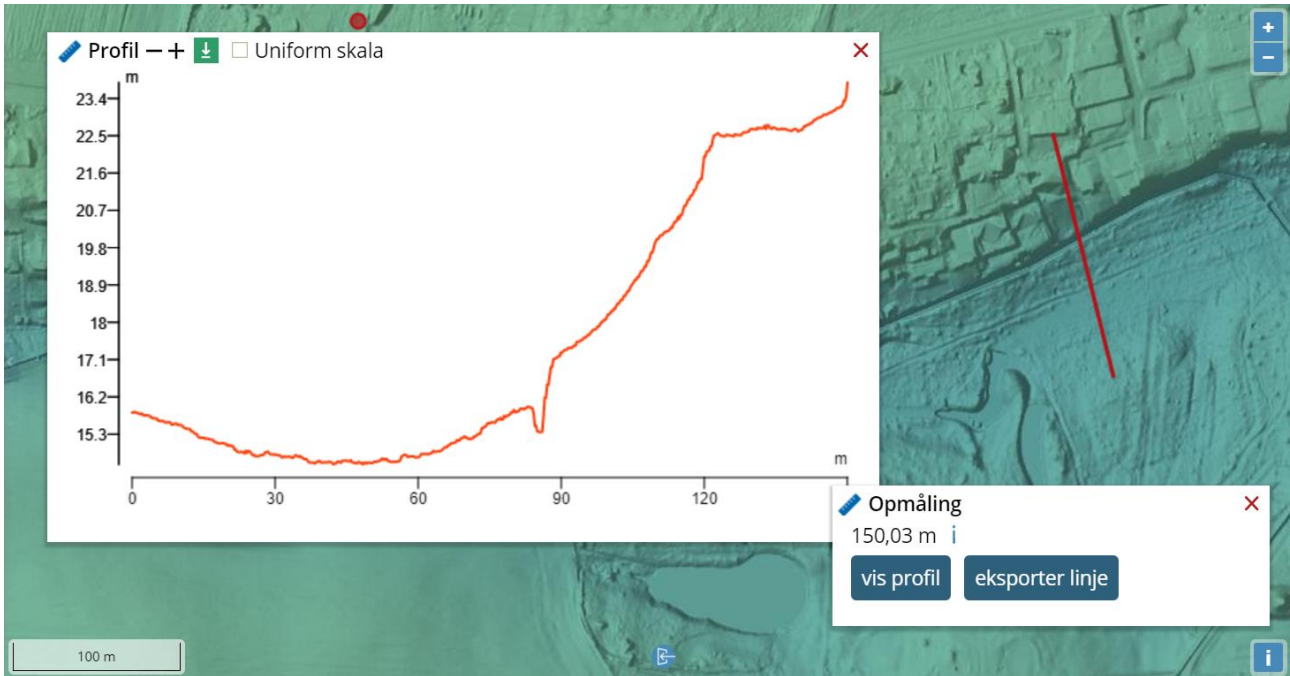 Profil
Uniform skala
m
23.4
22.5
21.6
20.7
19.8
18.9
18
17.1
16.2
15.3
m
0 30 60 90 120
Opmåling
150,03 m i
vis profil eksporter linje
100 m
+
−
i